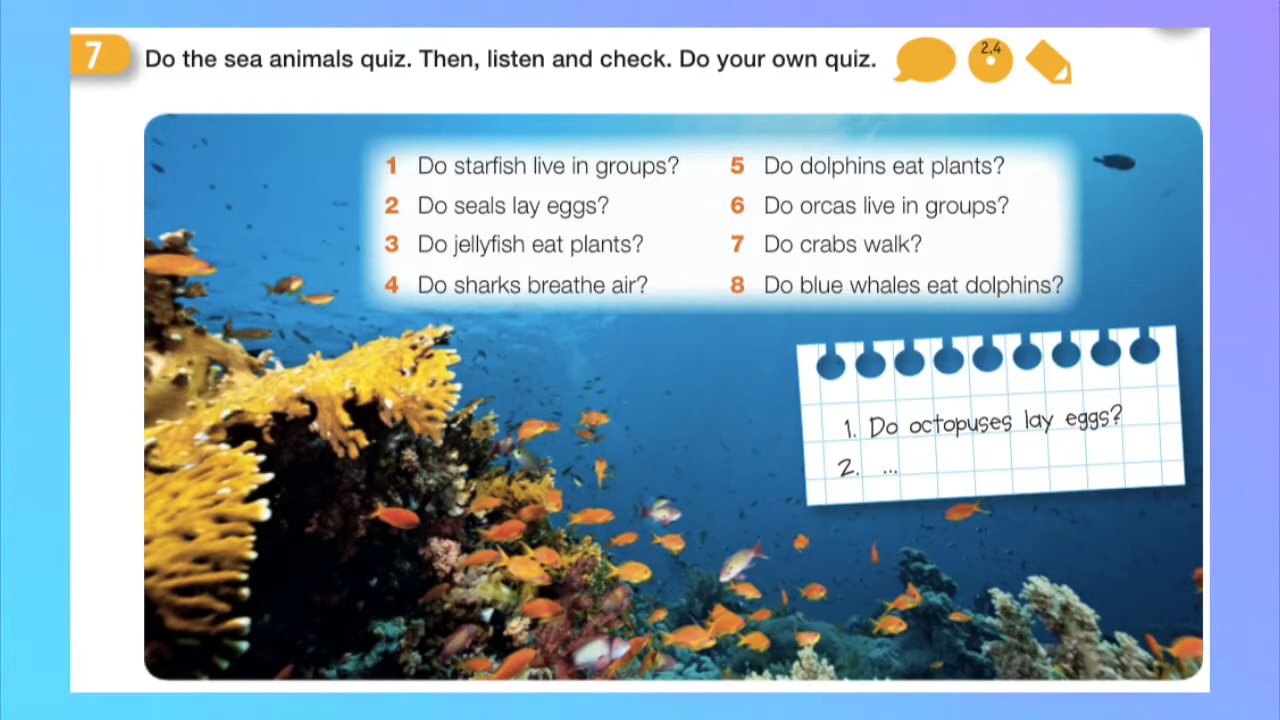 7 Do the sea animals quiz. Then, listen and check. Do your own quiz. 2.4
1 Do starfish live in groups?
2 Do seals lay eggs?
3 Do jellyfish eat plants?
4 Do sharks breathe air?
5 Do dolphins eat plants?
6 Do orcas live in groups?
7 Do crabs walk?
8 Do blue whales eat dolphins?
1. Do octopuses lay eggs?
2. ...